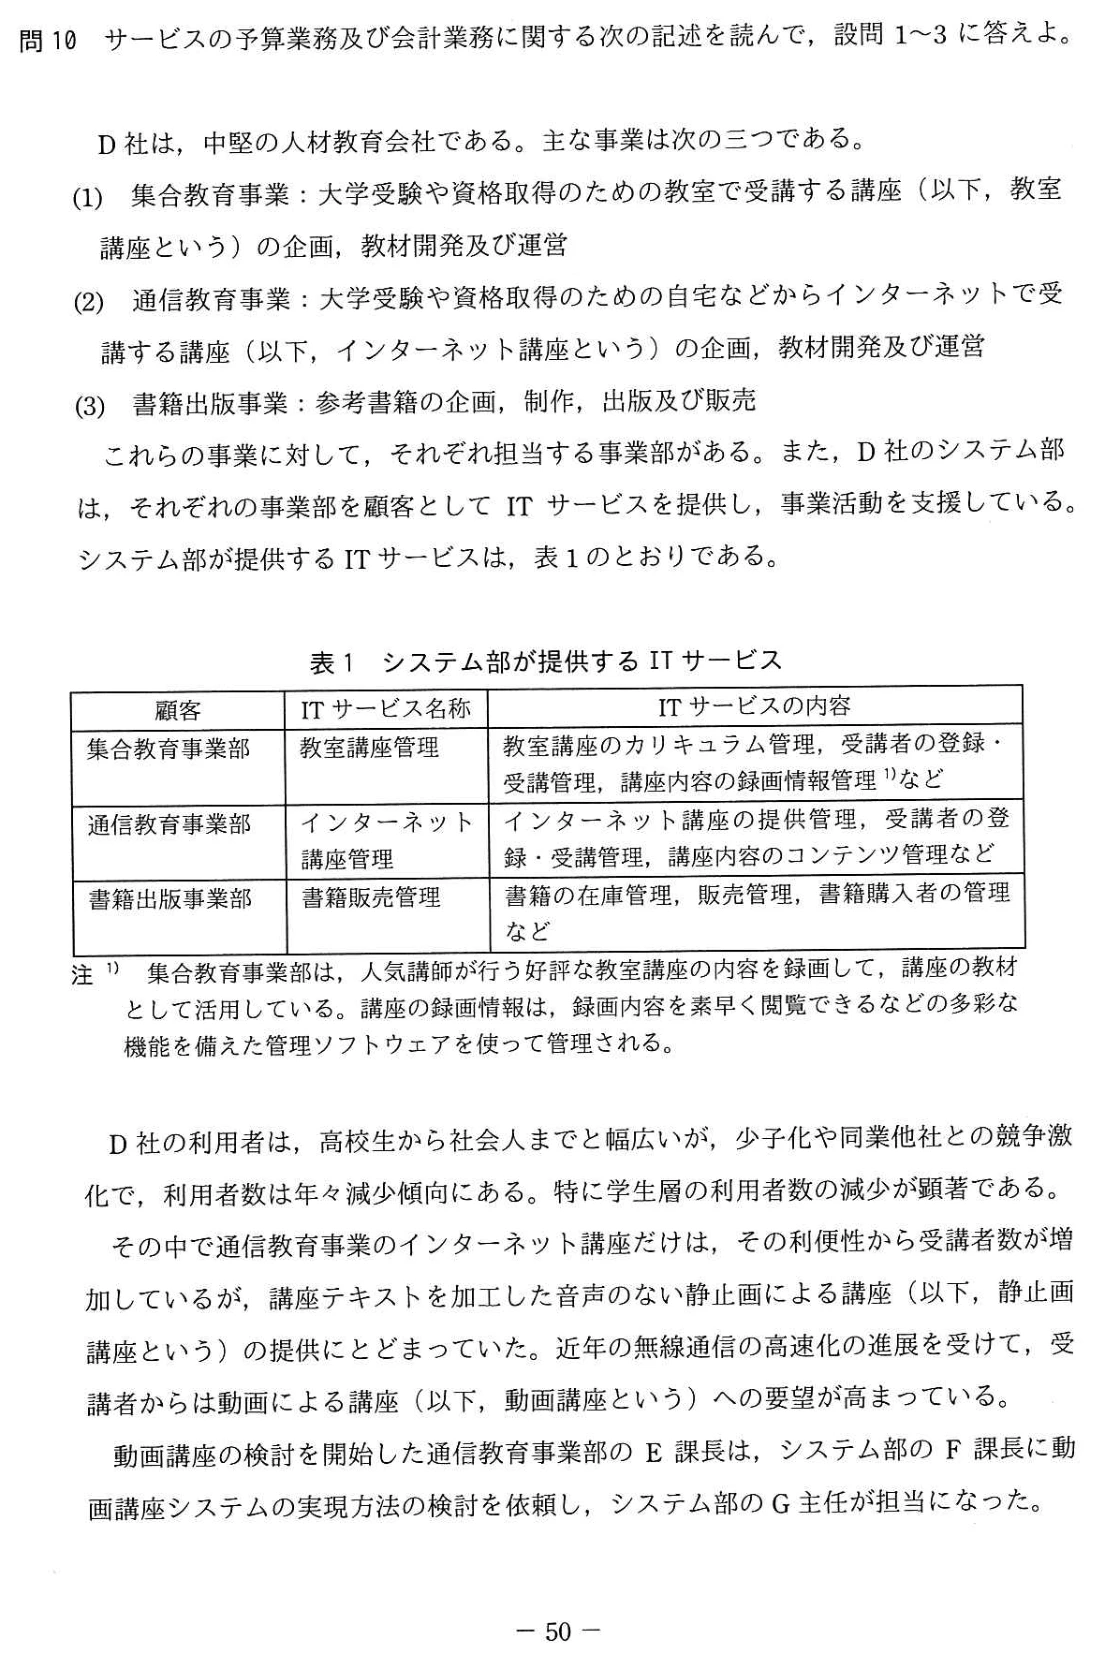 問10 サービスの予算業務及び会計業務に関する次の記述を読んで，設問 1～3 に答えよ。
D 社は，中堅の人材教育会社である。主な事業は次の三つである。
(1) 集合教育事業：大学受験や資格取得のための教室で受講する講座（以下，教室
講座という）の企画，教材開発及び運営
(2) 通信教育事業：大学受験や資格取得のための自宅などからインターネットで受
講する講座（以下，インターネット講座という）の企画，教材開発及び運営
(3) 書籍出版事業：参考書籍の企画，制作，出版及び販売
これらの事業に対して，それぞれ担当する事業部がある。また，D 社のシステム部
は，それぞれの事業部を顧客として IT サービスを提供し，事業活動を支援している。
システム部が提供する IT サービスは，表 1 のとおりである。
表 1 システム部が提供する IT サービス
顧客 IT サービス名称 IT サービスの内容
集合教育事業部 教室講座管理 教室講座のカリキュラム管理，受講者の登録・
受講管理，講座内容の録画情報管理 1)など
通信教育事業部 インターネット インターネット講座の提供管理，受講者の登
講座管理 録・受講管理，講座内容のコンテンツ管理など
書籍出版事業部 書籍販売管理 書籍の在庫管理，販売管理，書籍購入者の管理
など
注 1) 集合教育事業部は，人気講師が行う好評な教室講座の内容を録画して，講座の教材
として活用している。講座の録画情報は，録画内容を素早く閲覧できるなどの多彩な
機能を備えた管理ソフトウェアを使って管理される。
D 社の利用者は，高校生から社会人までと幅広いが，少子化や同業他社との競争激
化で，利用者数は年々減少傾向にある。特に学生層の利用者数の減少が顕著である。
その中で通信教育事業のインターネット講座だけは，その利便性から受講者数が増
加しているが，講座テキストを加工した音声のない静止画による講座（以下，静止画
講座という）の提供にとどまっていた。近年の無線通信の高速化の進展を受けて，受
講者からは動画による講座（以下，動画講座という）への要望が高まっている。
動画講座の検討を開始した通信教育事業部の E 課長は，システム部の F 課長に動
画講座システムの実現方法の検討を依頼し，システム部の G 主任が担当になった。
－ 50 －